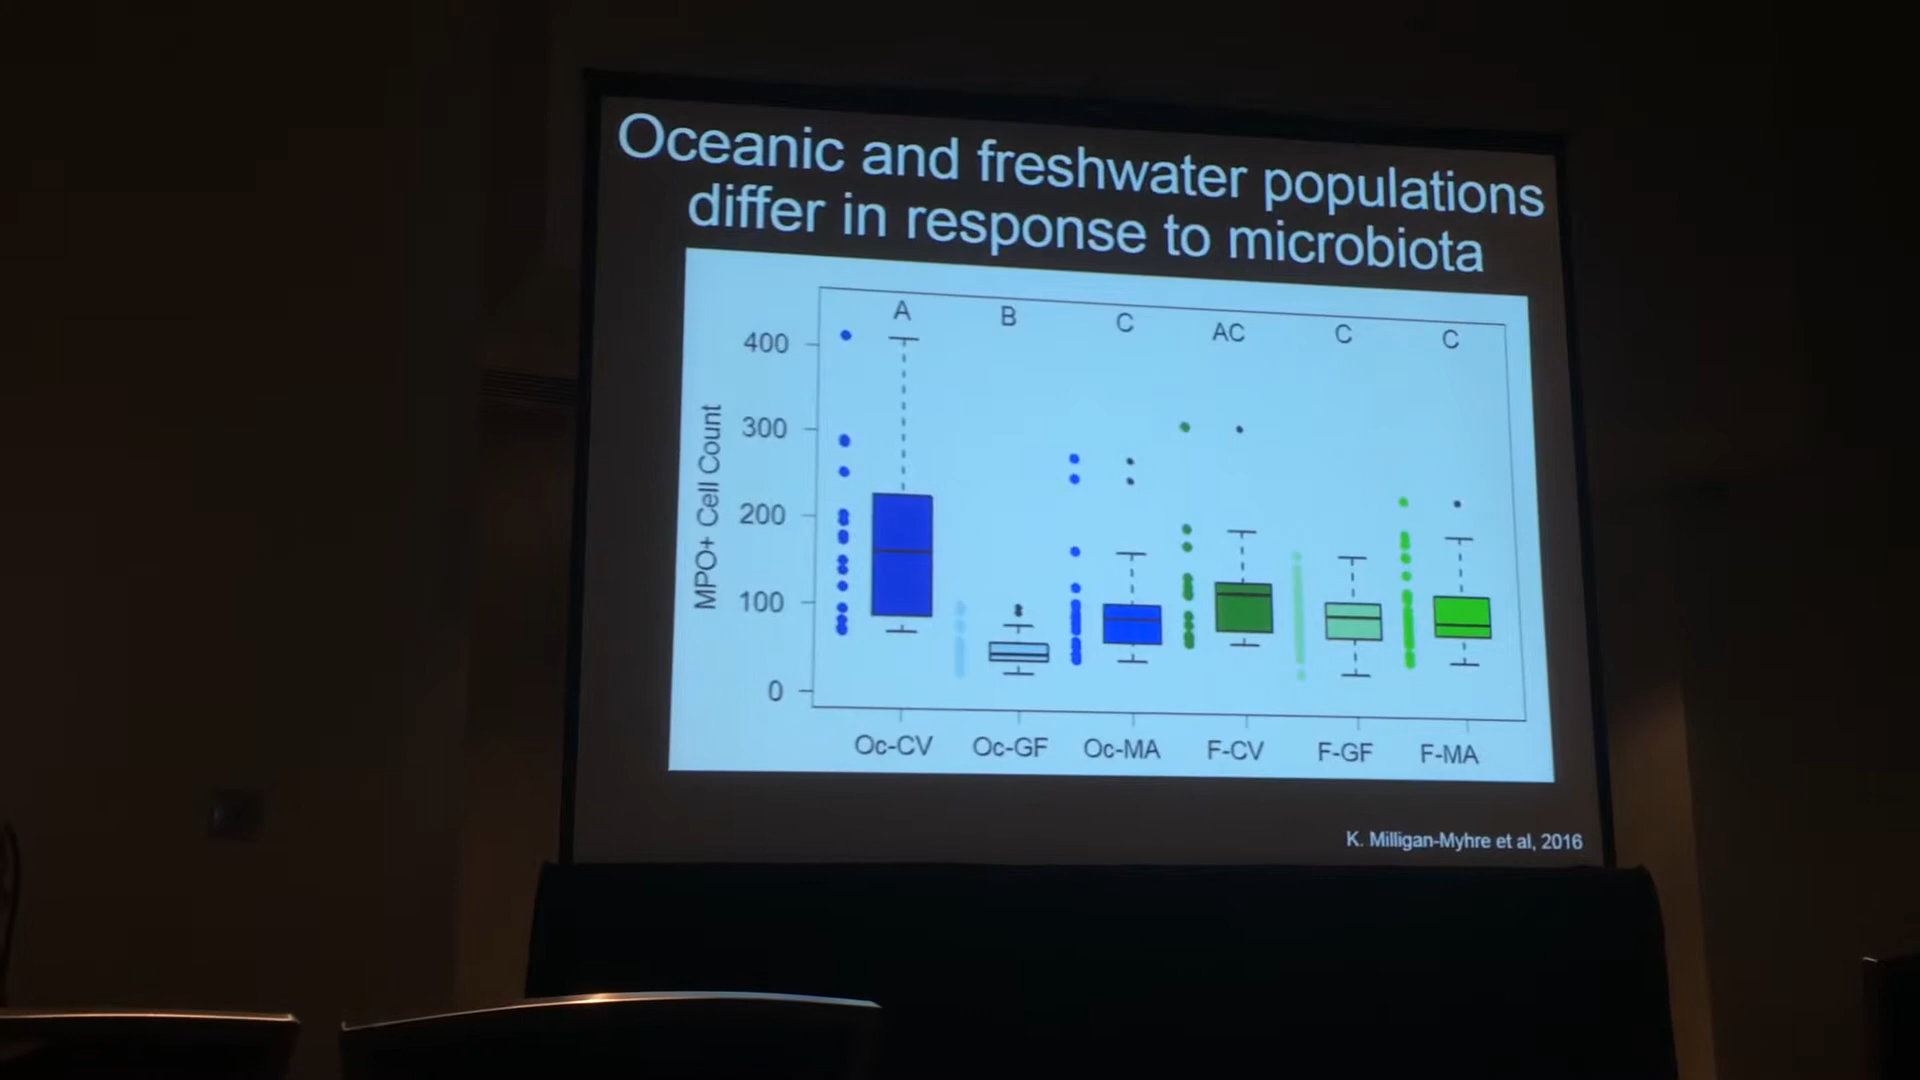 Oceanic and freshwater populations
differ in response to microbiota
A B C AC C C
400
300
200
100
0
MPO+ Cell Count
Oc-CV Oc-GF Oc-MA F-CV F-GF F-MA
K. Milligan-Myhre et al, 2016